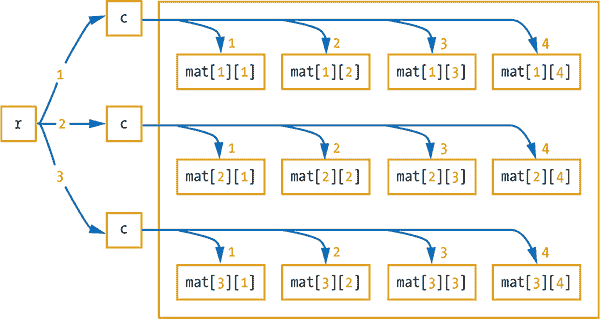 c
1 2 3 4
1
mat[1][1] mat[1][2] mat[1][3] mat[1][4]
r 2 c
1 2 3 4
3
mat[2][1] mat[2][2] mat[2][3] mat[2][4]
c
1 2 3 4
mat[3][1] mat[3][2] mat[3][3] mat[3][4]